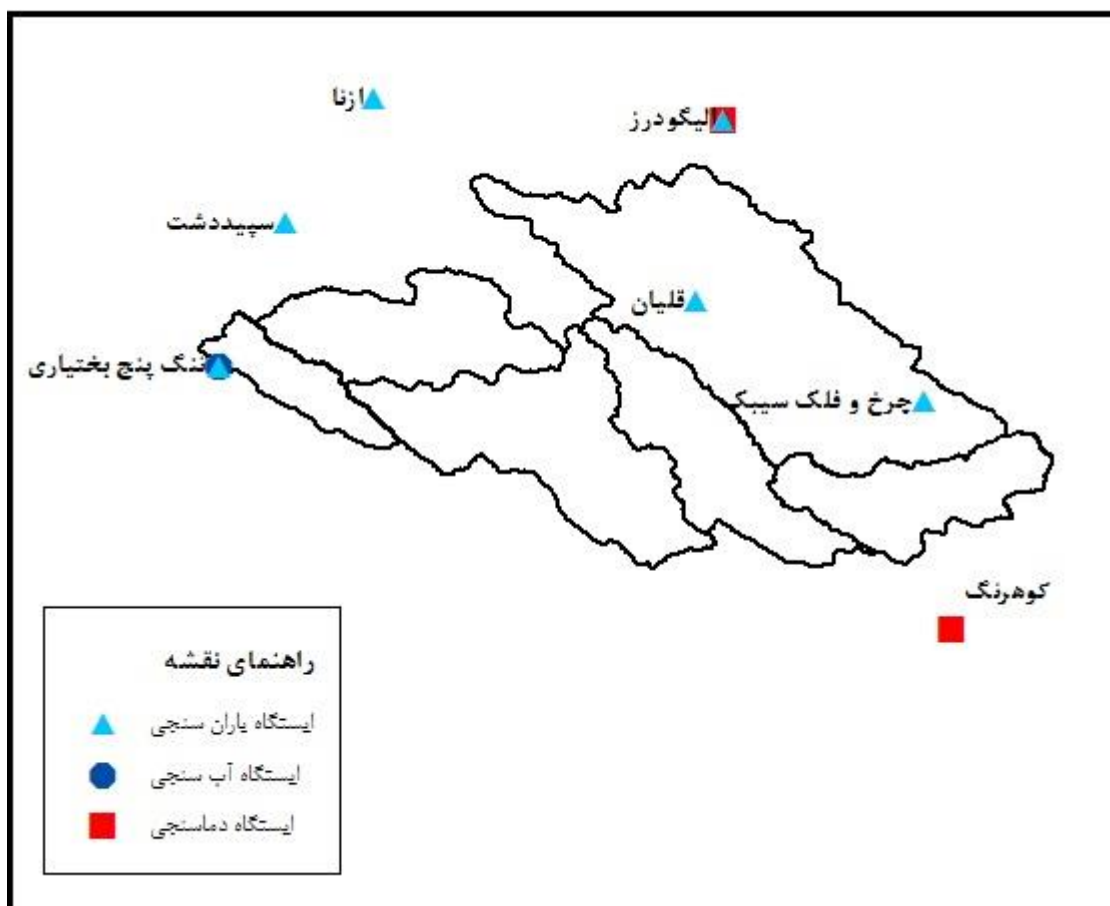 ازنا
الیگودرز
سپیددشت
قلیان
تنگ پنج بختیاری
چرخ و فلک سیبک
کوهرنگ
راهنمای نقشه
ایستگاه باران سنجی
ایستگاه آب سنجی
ایستگاه دماسنجی